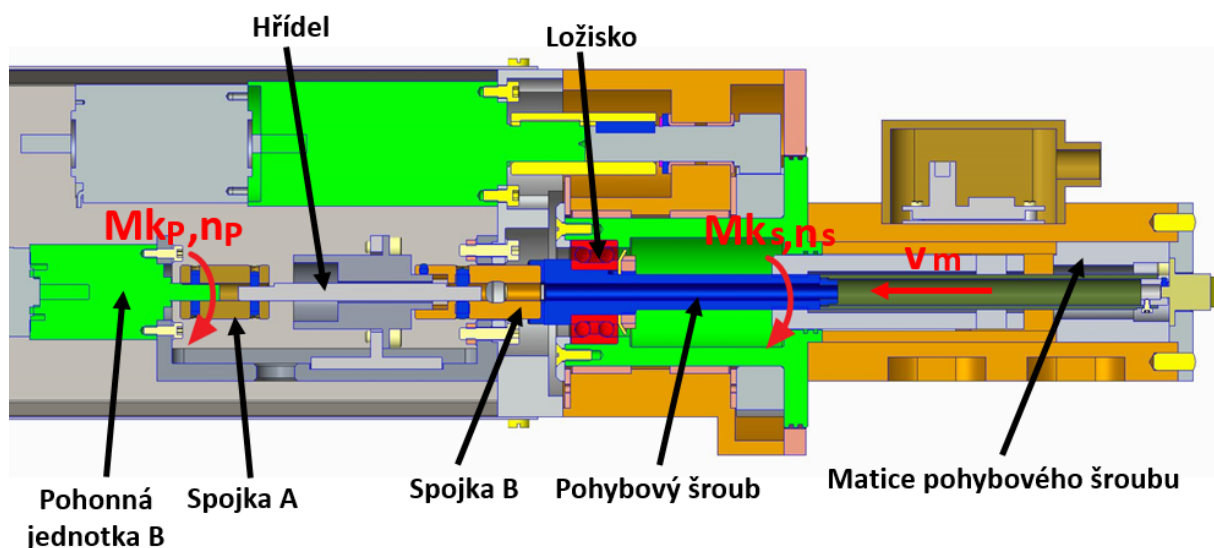 Hřídel
Ložisko
Mkₚ,nₚ
Mkₛ,nₛ
vₘ
Pohonná
jednotka B
Spojka A
Spojka B
Pohybový šroub
Matice pohybového šroubu